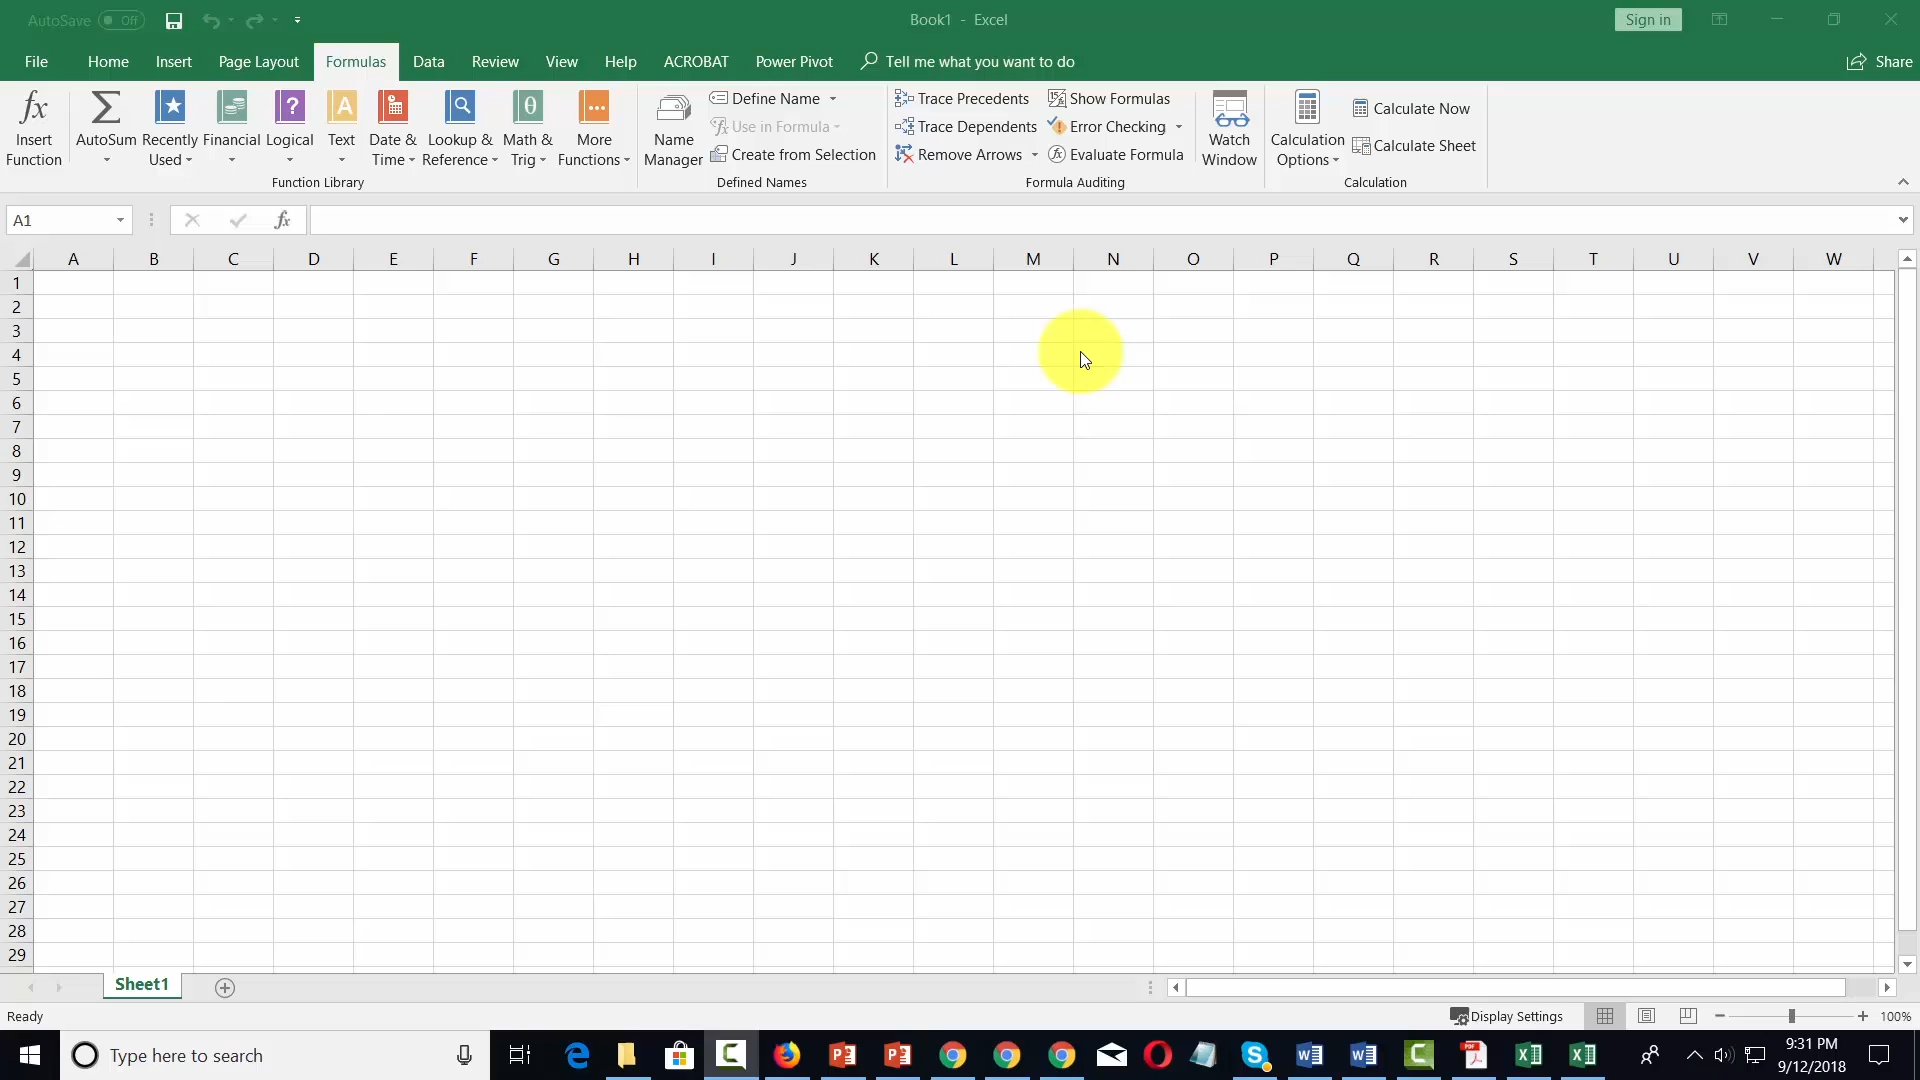 AutoSave Off
Book1 - Excel
Sign in
File Home Insert Page Layout Formulas Data Review View Help ACROBAT Power Pivot Tell me what you want to do Share
fx
Insert Function
AutoSum
Recently Used
Financial
Logical
Text
Date & Time
Lookup & Reference
Math & Trig
More Functions
Function Library
Name Manager
Define Name
Use in Formula
Create from Selection
Defined Names
Trace Precedents
Trace Dependents
Remove Arrows
Show Formulas
Error Checking
Evaluate Formula
Formula Auditing
Watch Window
Calculation Options
Calculate Now
Calculate Sheet
Calculation
A1
fx
A B C D E F G H I J K L M N O P Q R S T U V W
1
2
3
4
5
6
7
8
9
10
11
12
13
14
15
16
17
18
19
20
21
22
23
24
25
26
27
28
29
Sheet1
Ready
Display Settings
100%
Type here to search
9:31 PM
9/12/2018